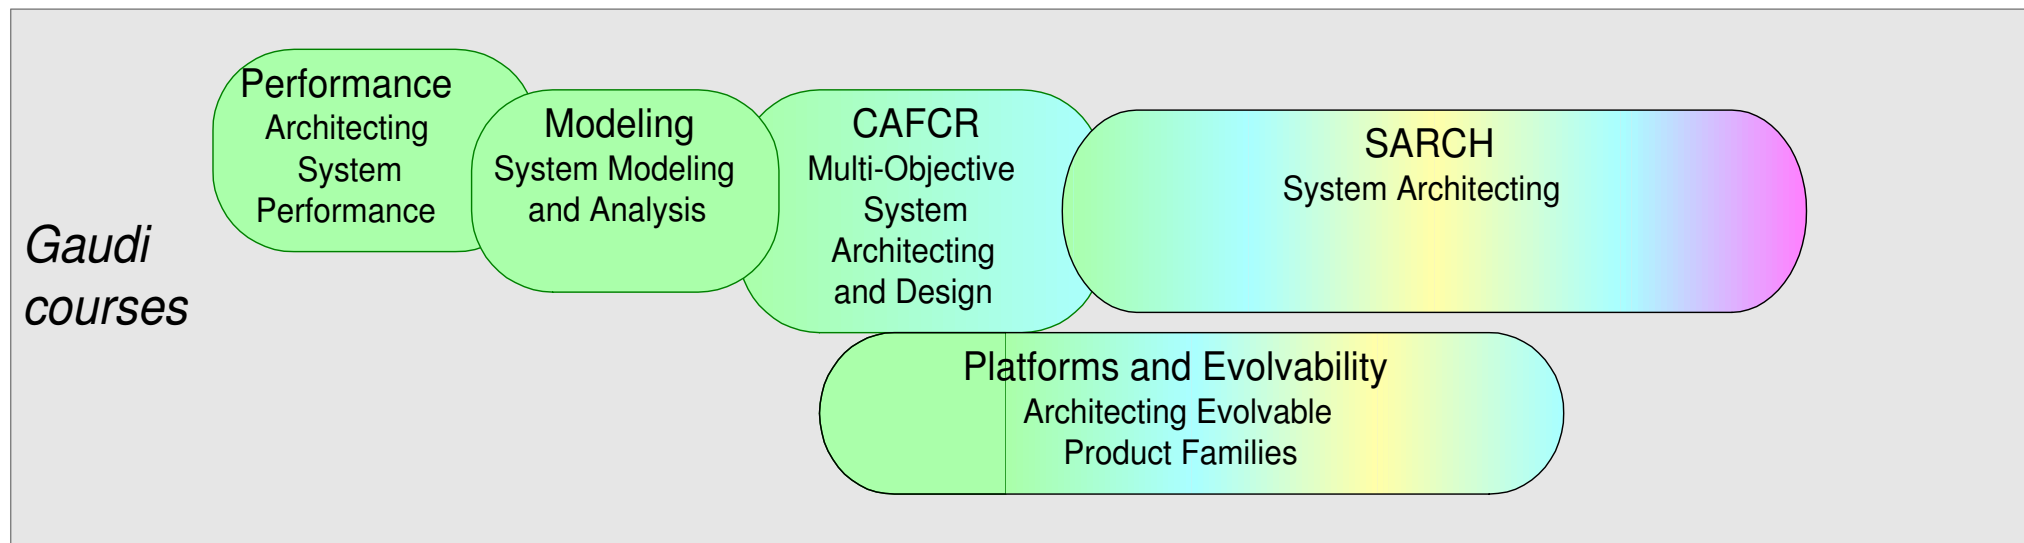 Gaudi
courses
Performance
Architecting
System
Performance
Modeling
System Modeling
and Analysis
CAFCR
Multi-Objective
System
Architecting
and Design
SARCH
System Architecting
Platforms and Evolvability
Architecting Evolvable
Product Families